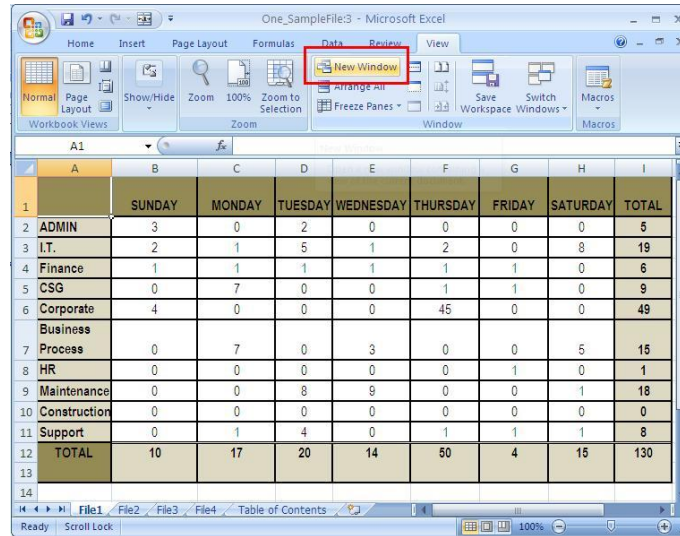 One_SampleFile:3 - Microsoft Excel
Home Insert Page Layout Formulas Data Review View
New Window
Arrange All
Freeze Panes
Normal Page Layout Show/Hide Zoom 100% Zoom to Selection Save Workspace Switch Windows Macros
Workbook Views Zoom Window Macros
A1 fx
A B C D E F G H I
1 SUNDAY MONDAY TUESDAY WEDNESDAY THURSDAY FRIDAY SATURDAY TOTAL
2 ADMIN 3 0 2 0 0 0 0 5
3 I.T. 2 1 5 1 2 0 8 19
4 Finance 1 1 1 1 1 1 0 6
5 CSG 0 7 0 0 1 1 0 9
6 Corporate 4 0 0 0 45 0 0 49
Business
7 Process 0 7 0 3 0 0 5 15
8 HR 0 0 0 0 0 1 0 1
9 Maintenance 0 0 8 9 0 0 1 18
10 Construction 0 0 0 0 0 0 0 0
11 Support 0 1 4 0 1 1 1 8
12 TOTAL 10 17 20 14 50 4 15 130
13
14
File1 File2 File3 File4 Table of Contents
Ready Scroll Lock 100%